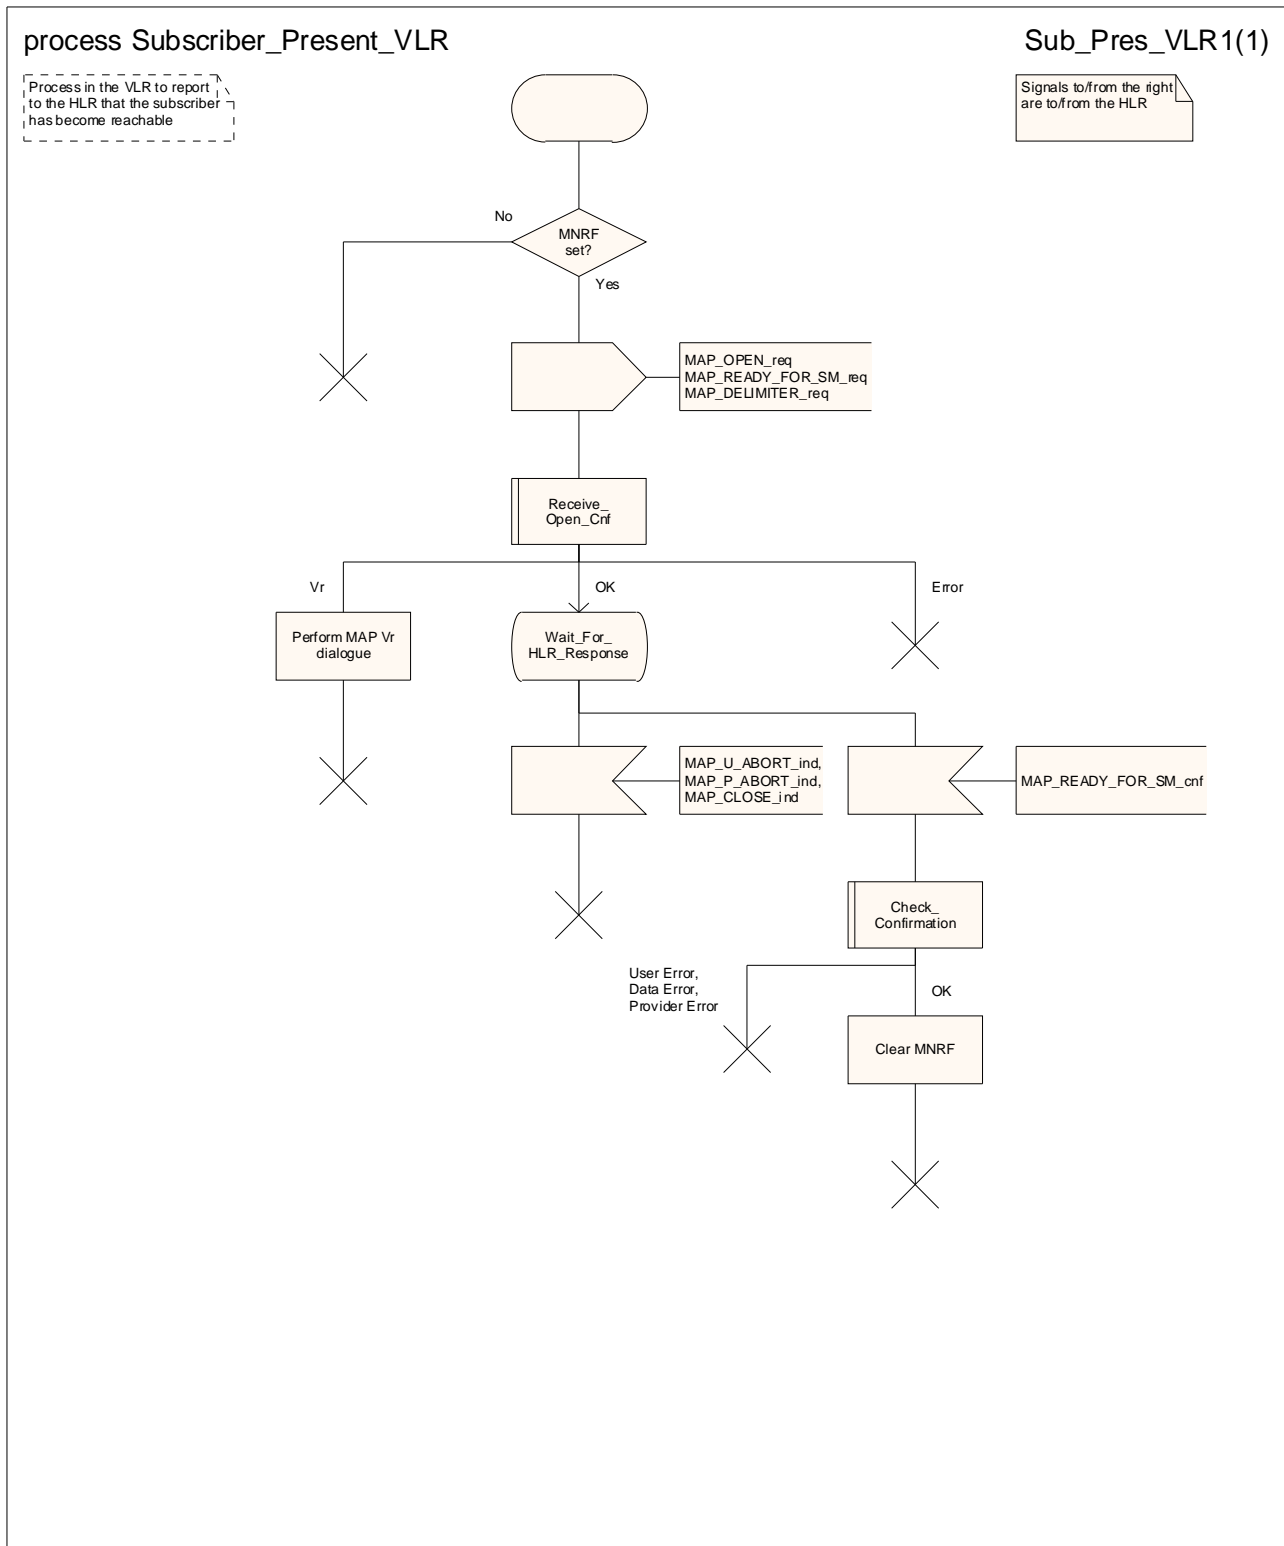 process Subscriber_Present_VLR
Sub_Pres_VLR1(1)
Process in the VLR to report
to the HLR that the subscriber
has become reachable
Signals to/from the right
are to/from the HLR
No
MNRF
set?
Yes
MAP_OPEN_req
MAP_READY_FOR_SM_req
MAP_DELIMITER_req
Receive_
Open_Cnf
Vr
OK
Error
Perform MAP Vr
dialogue
Wait_For_
HLR_Response
MAP_U_ABORT_ind,
MAP_P_ABORT_ind,
MAP_CLOSE_ind
MAP_READY_FOR_SM_cnf
Check_
Confirmation
User Error,
Data Error,
Provider Error
OK
Clear MNRF